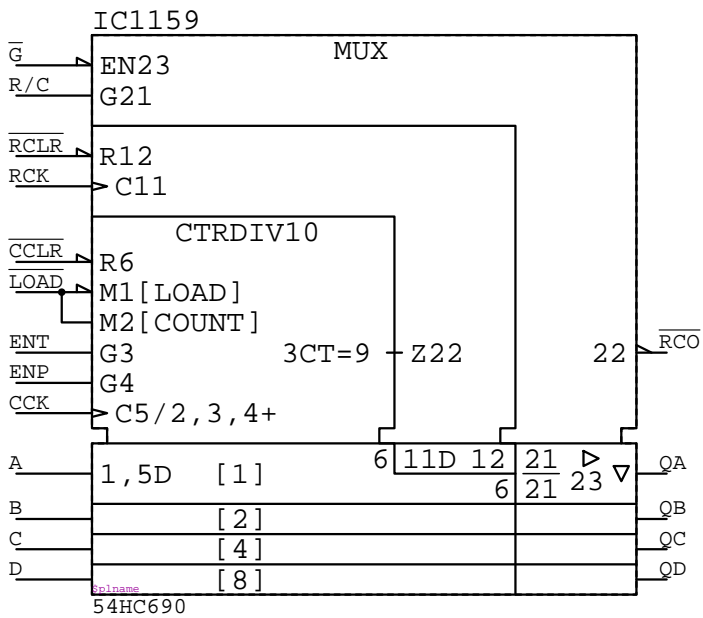 IC1159
MUX
G
EN23
R/C
G21
RCLR
R12
RCK
C11
CTRDIV10
CCLR
R6
LOAD
M1[LOAD]
M2[COUNT]
ENT
G3
3CT=9
Z22
22
RCO
ENP
G4
CCK
C5/2,3,4+
6
11D
12
21
A
1,5D
[1]
23
QA
6
21
B
[2]
QB
C
[4]
QC
D
[8]
QD
$plname
54HC690